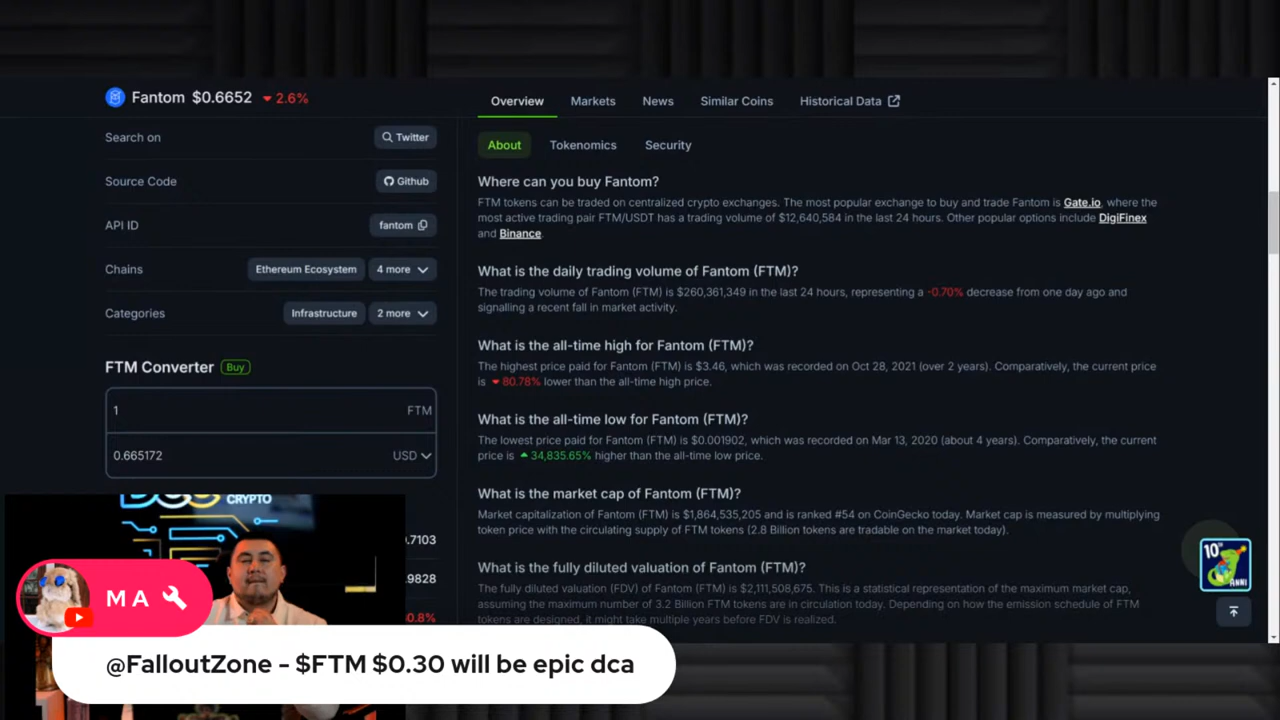 Fantom $0.6652 2.6%
Overview Markets News Similar Coins Historical Data
Search on Twitter
Source Code Github
API ID fantom
Chains Ethereum Ecosystem 4 more
Categories Infrastructure 2 more
FTM Converter Buy
1 FTM
0.665172 USD
About Tokenomics Security
Where can you buy Fantom?
FTM tokens can be traded on centralized crypto exchanges. The most popular exchange to buy and trade Fantom is Gate.io, where the
most active trading pair FTM/USDT has a trading volume of $12,640,584 in the last 24 hours. Other popular options include DigiFinex
and Binance.
What is the daily trading volume of Fantom (FTM)?
The trading volume of Fantom (FTM) is $260,361,349 in the last 24 hours, representing a -0.70% decrease from one day ago and
signalling a recent fall in market activity.
What is the all-time high for Fantom (FTM)?
The highest price paid for Fantom (FTM) is $3.46, which was recorded on Oct 28, 2021 (over 2 years). Comparatively, the current price
is 80.78% lower than the all-time high price.
What is the all-time low for Fantom (FTM)?
The lowest price paid for Fantom (FTM) is $0.001902, which was recorded on Mar 13, 2020 (about 4 years). Comparatively, the current
price is 34,835.65% higher than the all-time low price.
What is the market cap of Fantom (FTM)?
Market capitalization of Fantom (FTM) is $1,864,535,205 and is ranked #54 on CoinGecko today. Market cap is measured by multiplying
token price with the circulating supply of FTM tokens (2.8 Billion tokens are tradable on the market today).
What is the fully diluted valuation of Fantom (FTM)?
The fully diluted valuation (FDV) of Fantom (FTM) is $2,111,508,675. This is a statistical representation of the maximum market cap,
assuming the maximum number of 3.2 Billion FTM tokens are in circulation today. Depending on how the emission schedule of FTM
tokens are designed, it might take multiple years before FDV is realized.
CRYPTO
.7103
.9828
0.8%
10TH
ANNI
M A
@FalloutZone - $FTM $0.30 will be epic dca